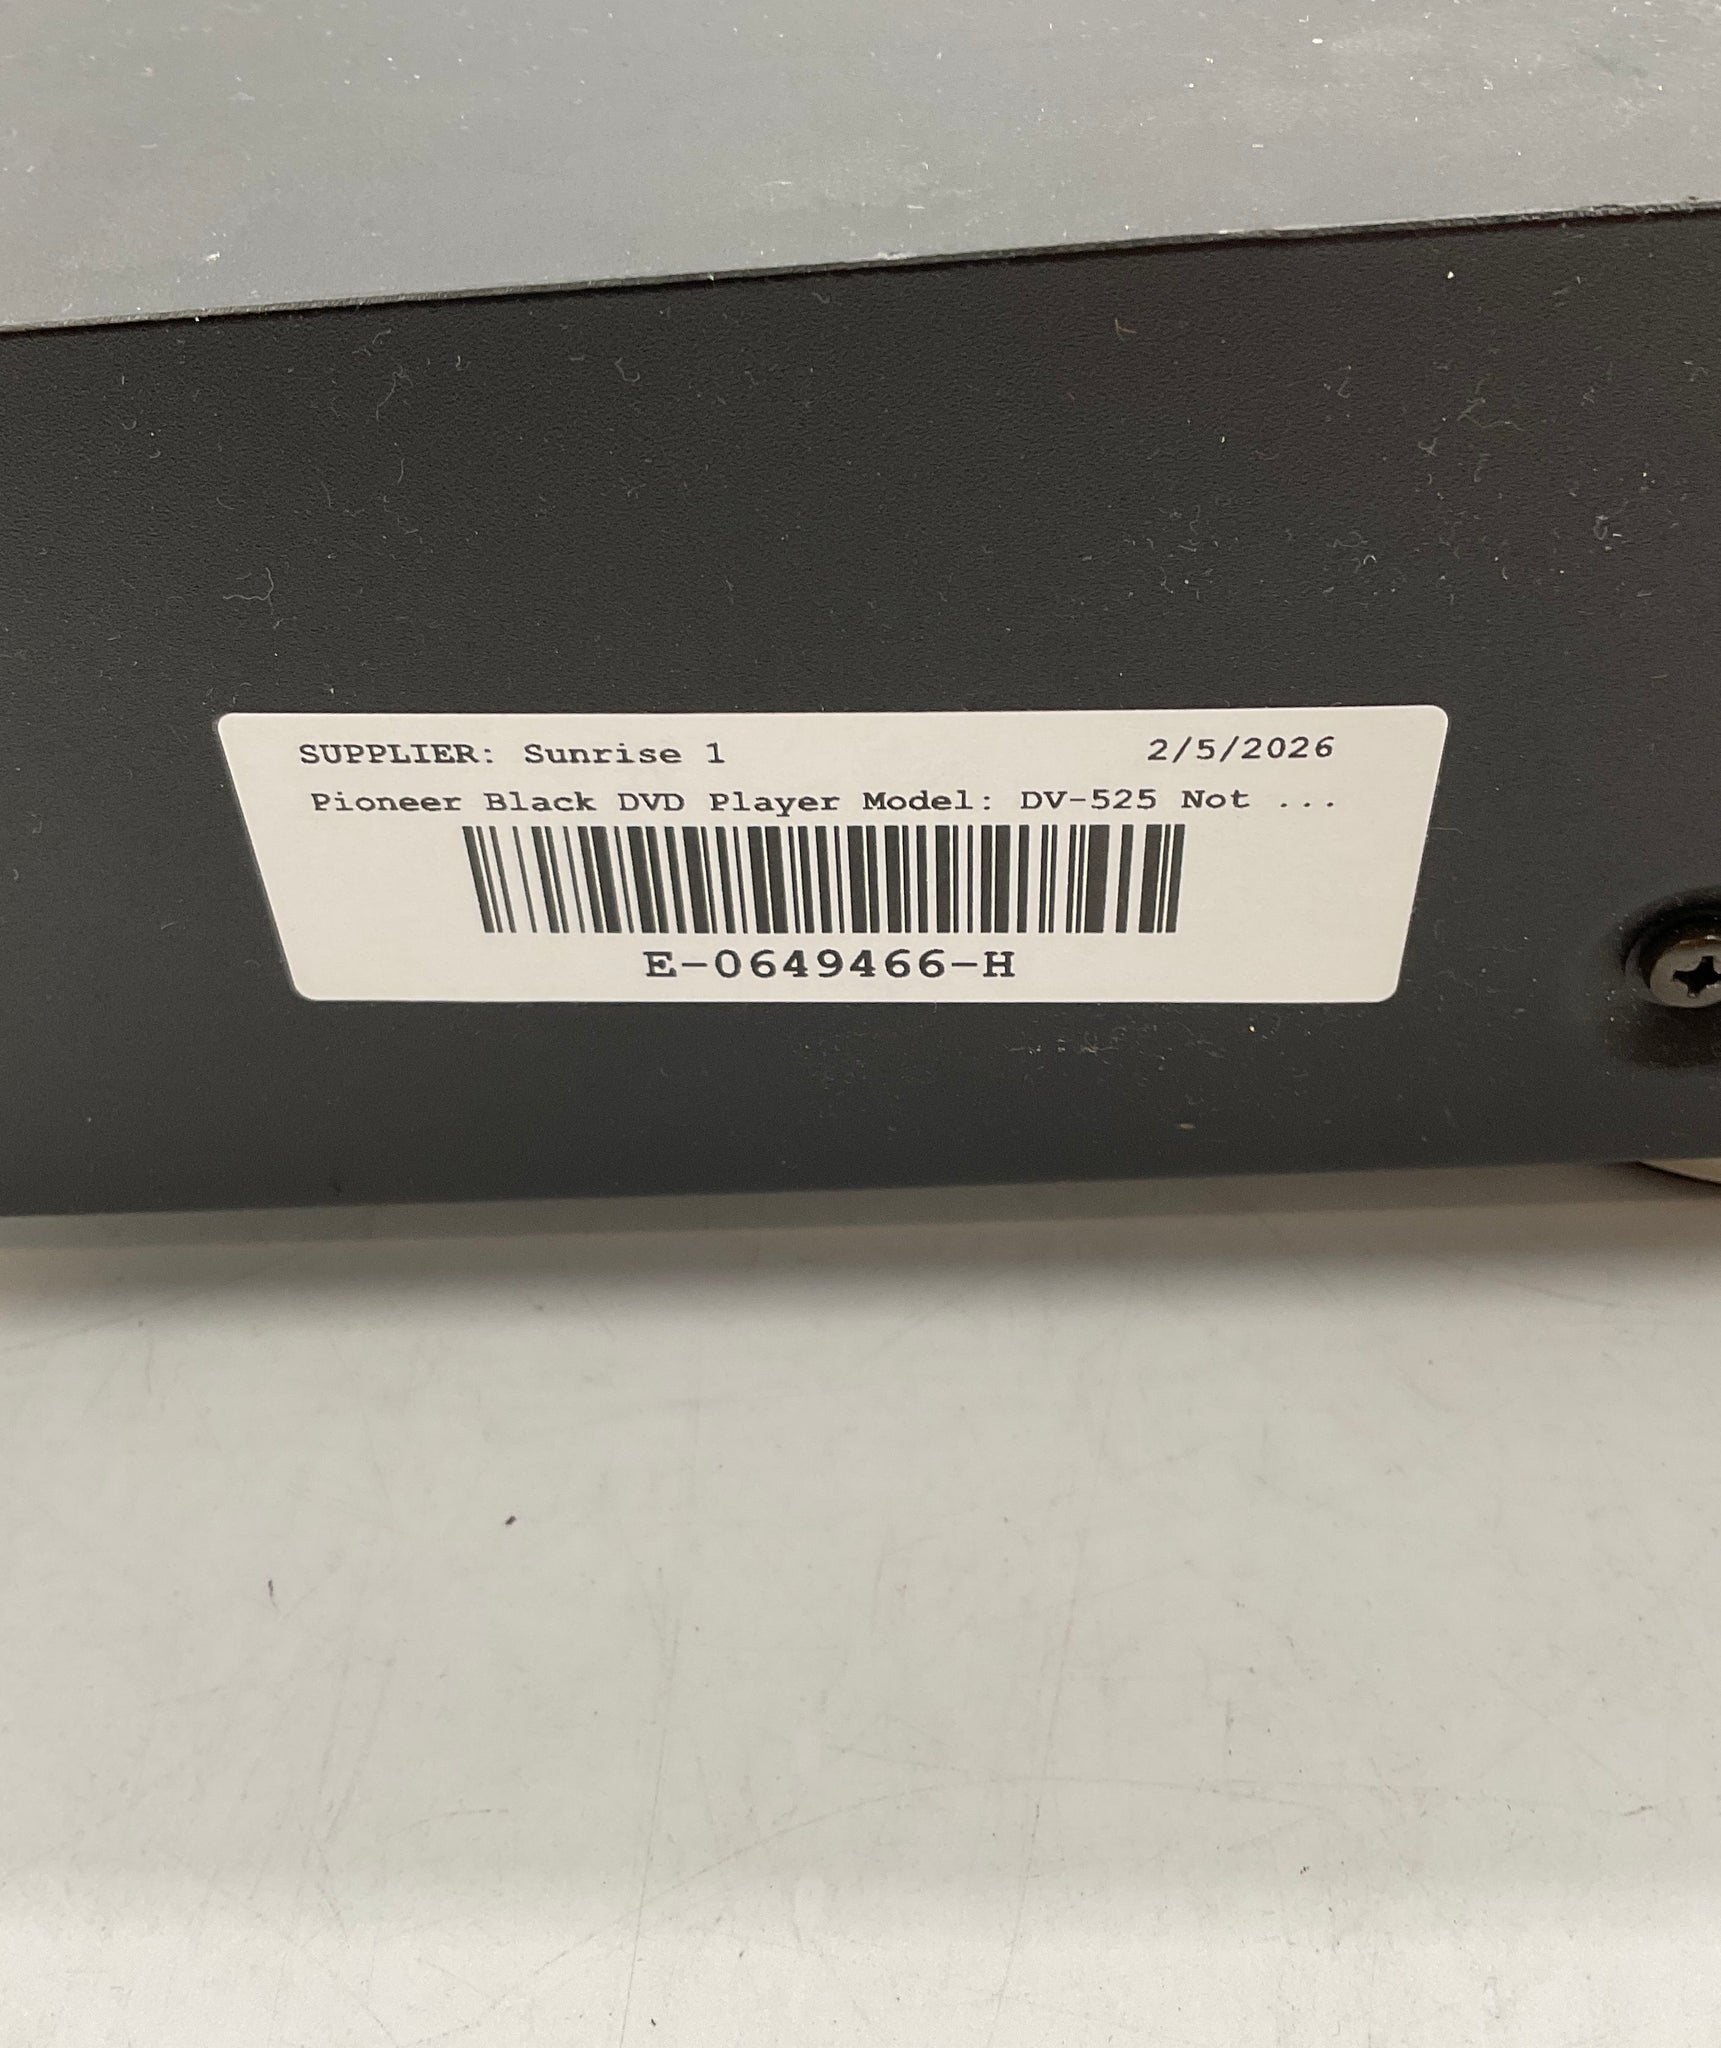 SUPPLIER: Sunrise 1 2/5/2026
Pioneer Black DVD Player Model: DV-525 Not ...
E-0649466-H